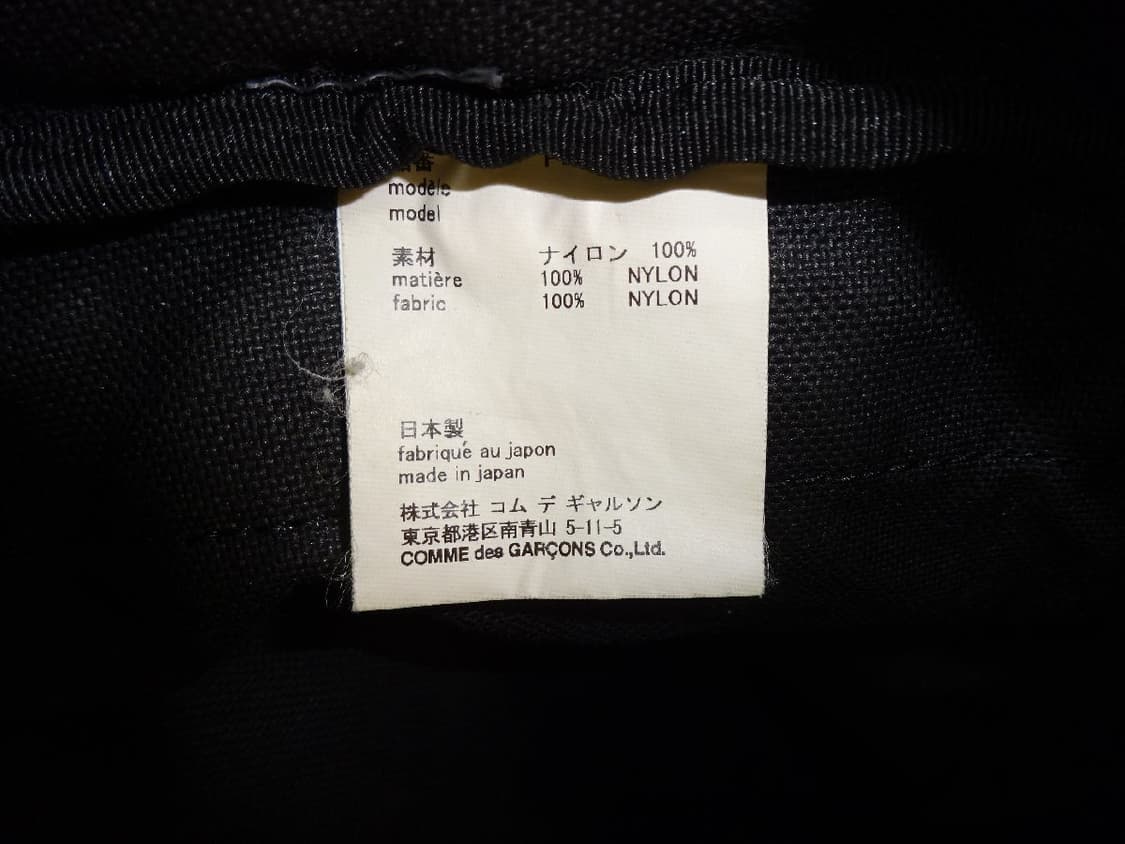 modèle
model
素材 ナイロン 100%
matière 100% NYLON
fabric 100% NYLON
日本製
fabriqué au japon
made in japan
株式会社 コム デ ギャルソン
東京都港区南青山 5-11-5
COMME des GARÇONS Co.,Ltd.